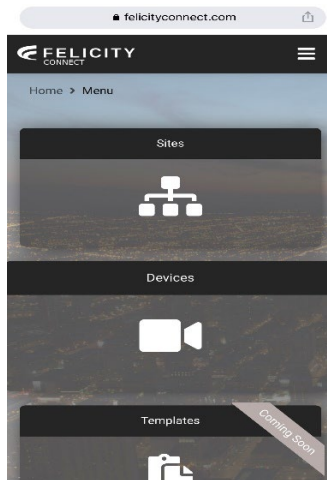 felicityconnect.com
FELICITY
CONNECT
Home > Menu
Sites
Devices
Templates
Coming Soon